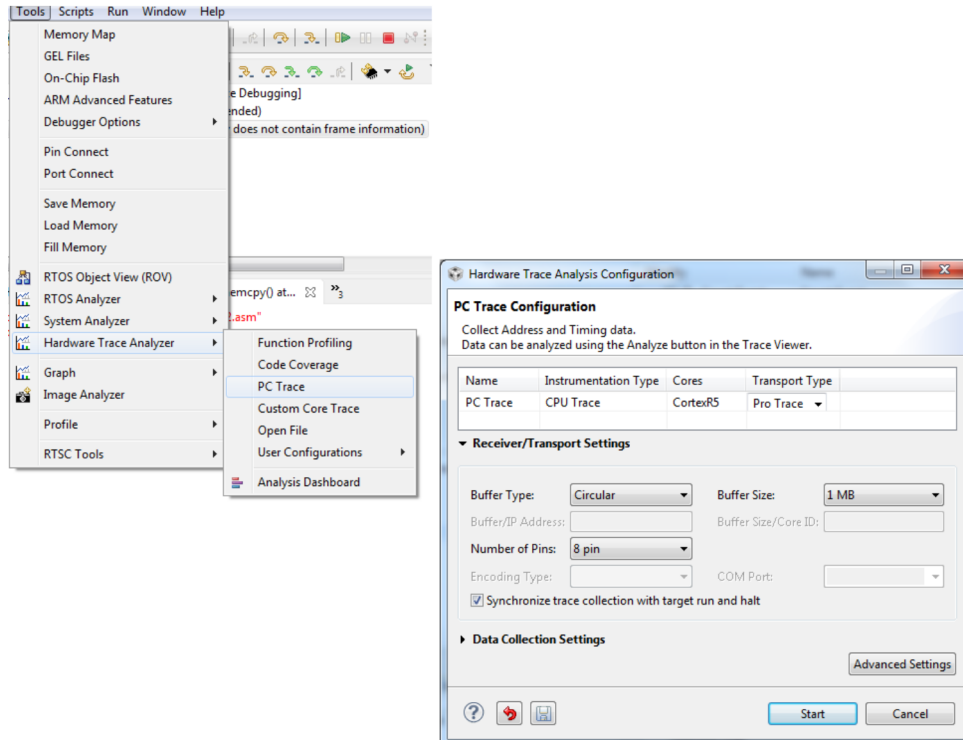 Tools Scripts Run Window Help
Memory Map
GEL Files
On-Chip Flash
ARM Advanced Features
Debugger Options
Pin Connect
Port Connect
Save Memory
Load Memory
Fill Memory
RTOS Object View (ROV)
RTOS Analyzer
System Analyzer
Hardware Trace Analyzer
Graph
Image Analyzer
Profile
RTSC Tools
e Debugging]
ended)
does not contain frame information)
emcpy() at... 3
2.asm"
Function Profiling
Code Coverage
PC Trace
Custom Core Trace
Open File
User Configurations
Analysis Dashboard
Hardware Trace Analysis Configuration
PC Trace Configuration
Collect Address and Timing data.
Data can be analyzed using the Analyze button in the Trace Viewer.
Name Instrumentation Type Cores Transport Type
PC Trace CPU Trace CortexR5 Pro Trace
Receiver/Transport Settings
Buffer Type: Circular Buffer Size: 1 MB
Buffer/IP Address: Buffer Size/Core ID:
Number of Pins: 8 pin
Encoding Type: COM Port:
Synchronize trace collection with target run and halt
Data Collection Settings
Advanced Settings
? Start Cancel